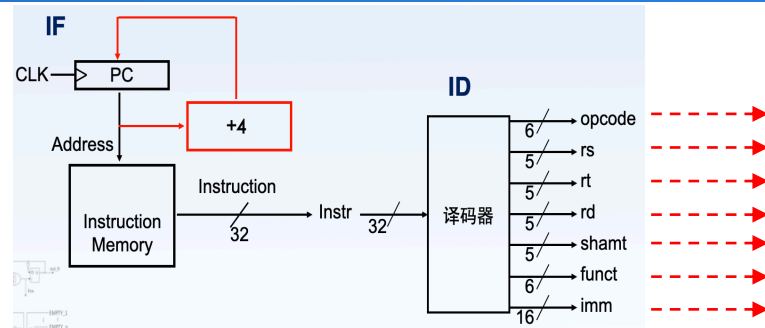 IF
CLK
PC
+4
Address
Instruction
Memory
Instruction
32
Instr
32
ID
译码器
6
opcode
5
rs
5
rt
5
rd
5
shamt
6
funct
16
imm